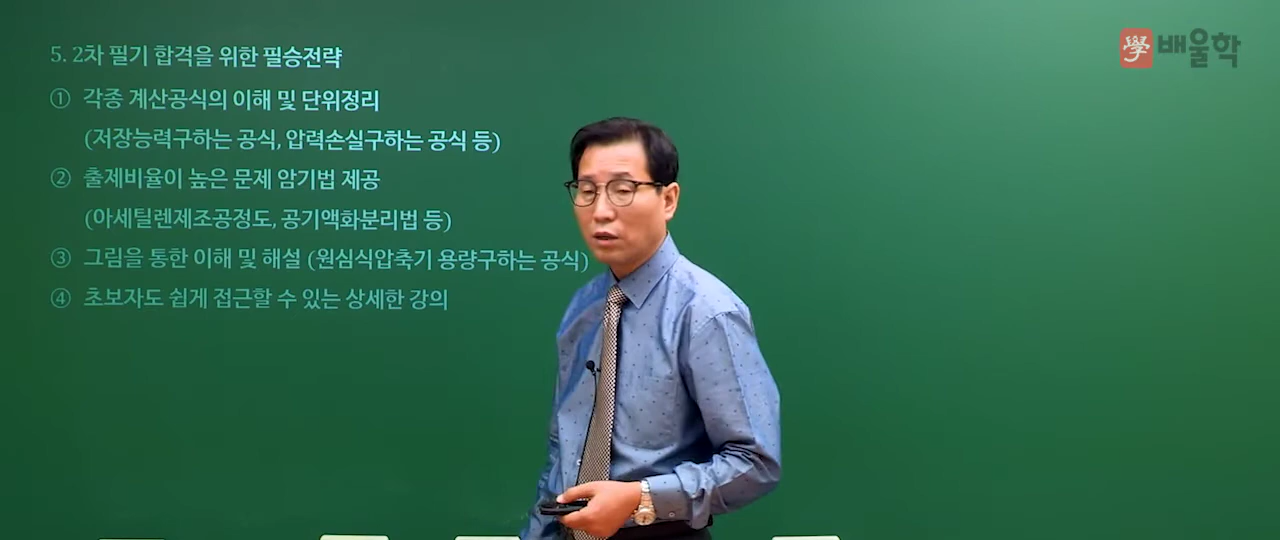 5. 2차 필기 합격을 위한 필승전략
① 각종 계산공식의 이해 및 단위정리
(저장능력구하는 공식, 압력손실구하는 공식 등)
② 출제비율이 높은 문제 암기법 제공
(아세틸렌제조공정도, 공기액화분리법 등)
③ 그림을 통한 이해 및 해설 (원심식압축기 용량구하는 공식)
④ 초보자도 쉽게 접근할 수 있는 상세한 강의
學 배울학